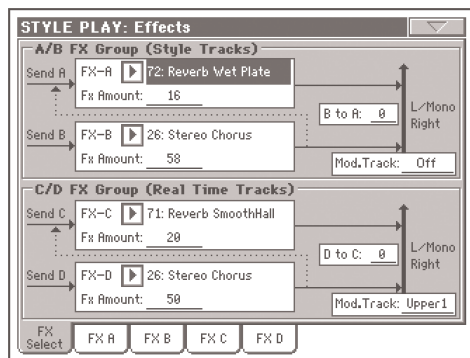 STYLE PLAY: Effects
A/B FX Group (Style Tracks)
Send A FX-A 72: Reverb Wet Plate
Fx Amount: 16
B to A: 0 L/Mono
Right
Send B FX-B 26: Stereo Chorus
Fx Amount: 58 Mod.Track: Off
C/D FX Group (Real Time Tracks)
Send C FX-C 71: Reverb SmoothHall
Fx Amount: 20
D to C: 0 L/Mono
Right
Send D FX-D 26: Stereo Chorus
Fx Amount: 50 Mod.Track: Upper1
FX Select FX A FX B FX C FX D